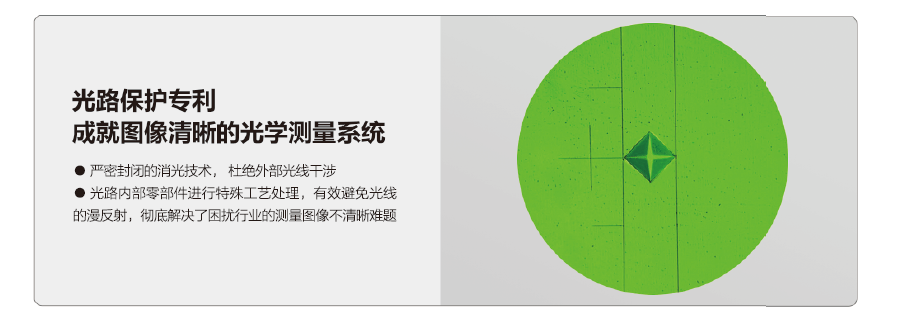 光路保护专利
成就图像清晰的光学测量系统
● 严密封闭的消光技术，杜绝外部光线干涉
● 光路内部零部件进行特殊工艺处理，有效避免光线
的漫反射，彻底解决了困扰行业的测量图像不清晰难题